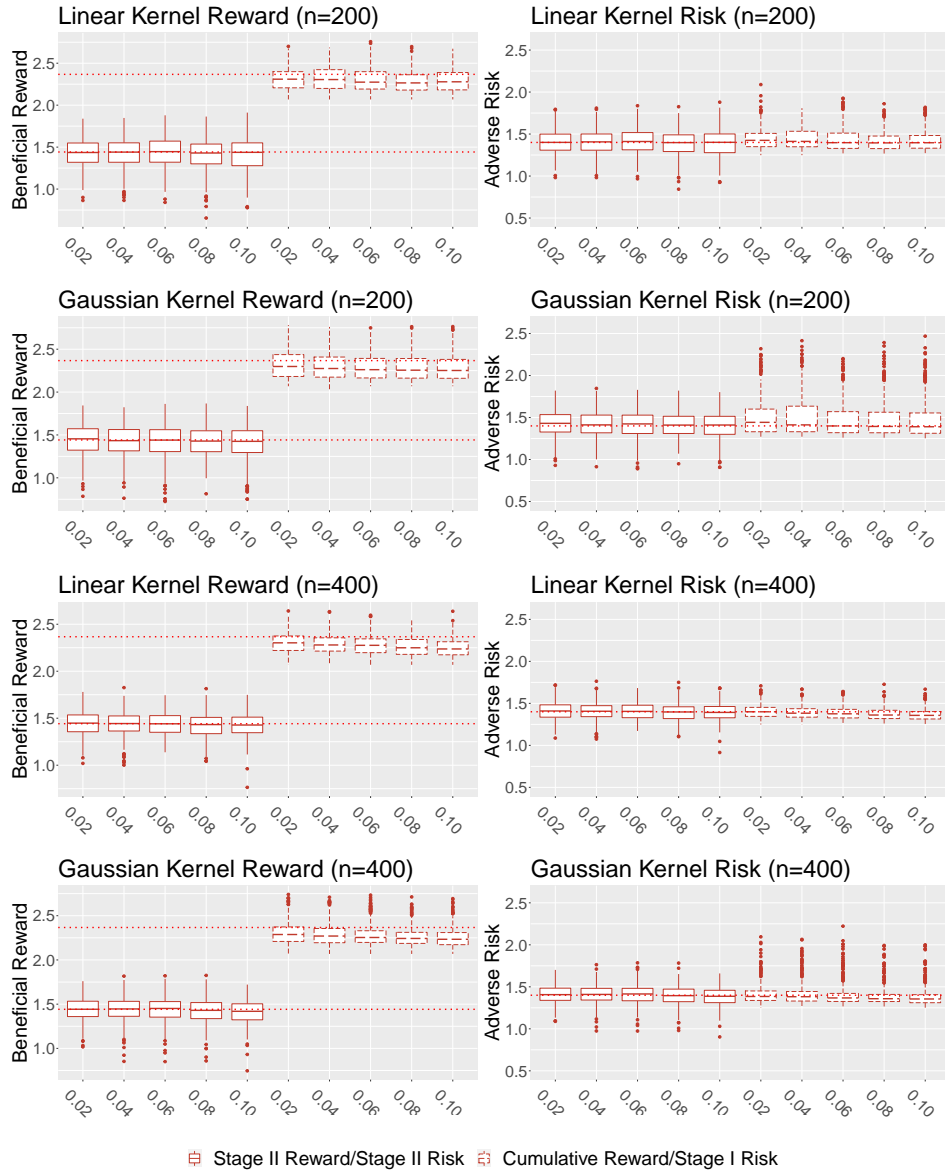 Linear Kernel Reward (n=200)
Beneficial Reward
2.5
2.0
1.5
1.0
0.02 0.04 0.06 0.08 0.10 0.02 0.04 0.06 0.08 0.10
Linear Kernel Risk (n=200)
Adverse Risk
2.5
2.0
1.5
1.0
0.5
0.02 0.04 0.06 0.08 0.10 0.02 0.04 0.06 0.08 0.10
Gaussian Kernel Reward (n=200)
Beneficial Reward
2.5
2.0
1.5
1.0
0.02 0.04 0.06 0.08 0.10 0.02 0.04 0.06 0.08 0.10
Gaussian Kernel Risk (n=200)
Adverse Risk
2.5
2.0
1.5
1.0
0.5
0.02 0.04 0.06 0.08 0.10 0.02 0.04 0.06 0.08 0.10
Linear Kernel Reward (n=400)
Beneficial Reward
2.5
2.0
1.5
1.0
0.02 0.04 0.06 0.08 0.10 0.02 0.04 0.06 0.08 0.10
Linear Kernel Risk (n=400)
Adverse Risk
2.5
2.0
1.5
1.0
0.5
0.02 0.04 0.06 0.08 0.10 0.02 0.04 0.06 0.08 0.10
Gaussian Kernel Reward (n=400)
Beneficial Reward
2.5
2.0
1.5
1.0
0.02 0.04 0.06 0.08 0.10 0.02 0.04 0.06 0.08 0.10
Gaussian Kernel Risk (n=400)
Adverse Risk
2.5
2.0
1.5
1.0
0.5
0.02 0.04 0.06 0.08 0.10 0.02 0.04 0.06 0.08 0.10
Stage II Reward/Stage II Risk Cumulative Reward/Stage I Risk